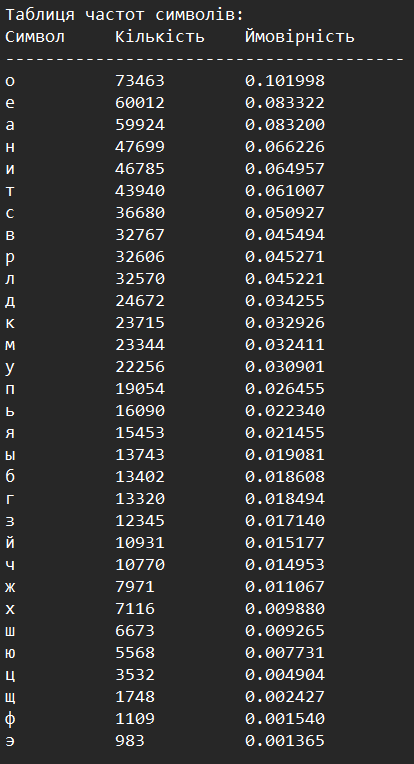 Таблиця частот символів:
Символ Кількість Ймовірність
----------------------------------------
о 73463 0.101998
е 60012 0.083322
а 59924 0.083200
н 47699 0.066226
и 46785 0.064957
т 43940 0.061007
с 36680 0.050927
в 32767 0.045494
р 32606 0.045271
л 32570 0.045221
д 24672 0.034255
к 23715 0.032926
м 23344 0.032411
у 22256 0.030901
п 19054 0.026455
ь 16090 0.022340
я 15453 0.021455
ы 13743 0.019081
б 13402 0.018608
г 13320 0.018494
з 12345 0.017140
й 10931 0.015177
ч 10770 0.014953
ж 7971 0.011067
х 7116 0.009880
ш 6673 0.009265
ю 5568 0.007731
ц 3532 0.004904
щ 1748 0.002427
ф 1109 0.001540
э 983 0.001365